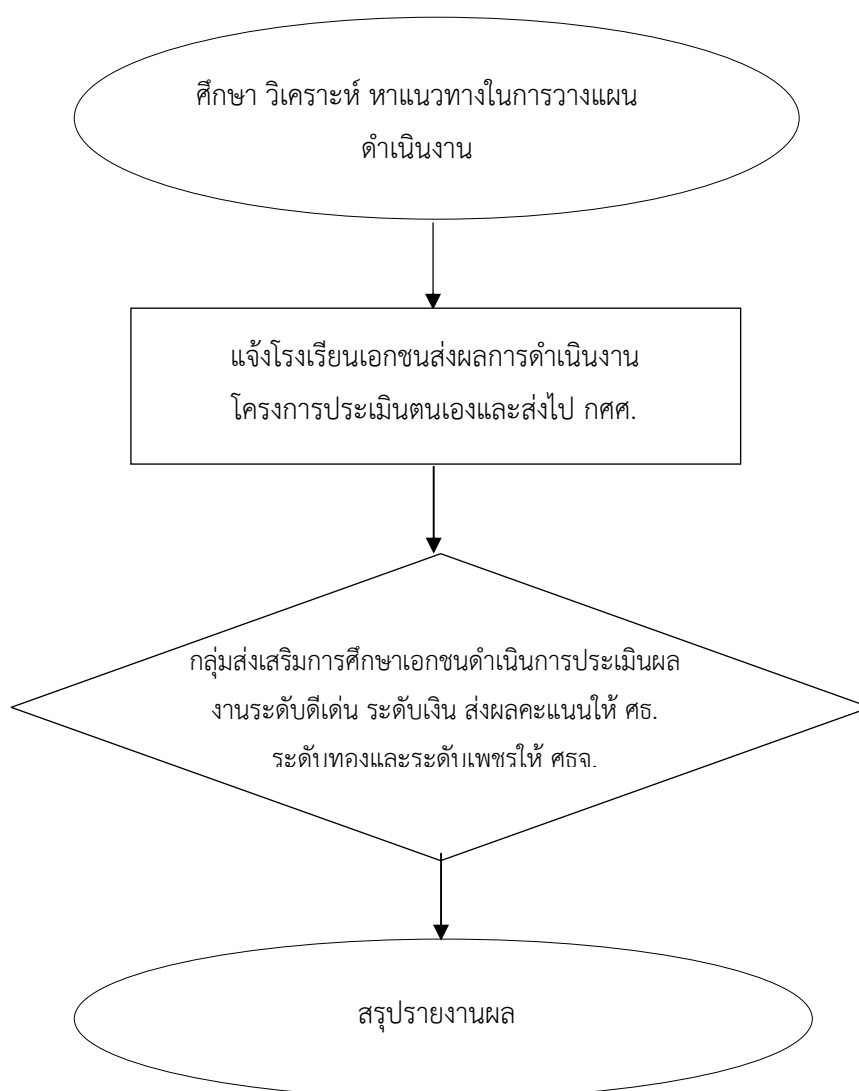 ศึกษา วิเคราะห์ หาแนวทางในการวางแผน
ดำเนินงาน
แจ้งโรงเรียนเอกชนส่งผลการดำเนินงาน
โครงการประเมินตนเองและส่งไป กศศ.
กลุ่มส่งเสริมการศึกษาเอกชนดำเนินการประเมินผล
งานระดับดีเด่น ระดับเงิน ส่งผลคะแนนให้ ศธ.
ระดับทองและระดับเพชรให้ ศธจ.
สรุปรายงานผล